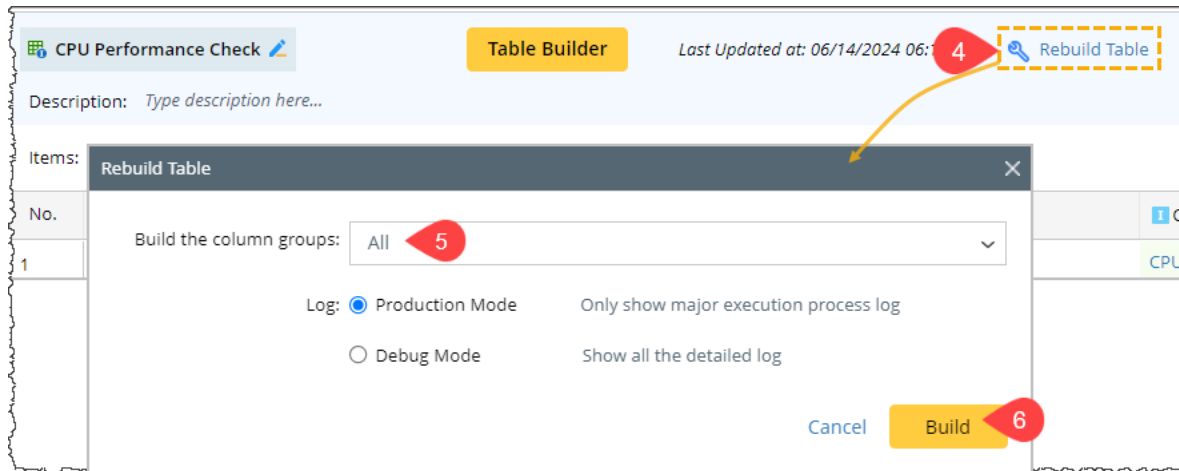 CPU Performance Check
Table Builder
Last Updated at: 06/14/2024 06:
4
Rebuild Table
Description: Type description here...
Items:
Rebuild Table
No.
Build the column groups: All
5
1
CPU
Log: Production Mode Only show major execution process log
Debug Mode Show all the detailed log
Cancel Build
6